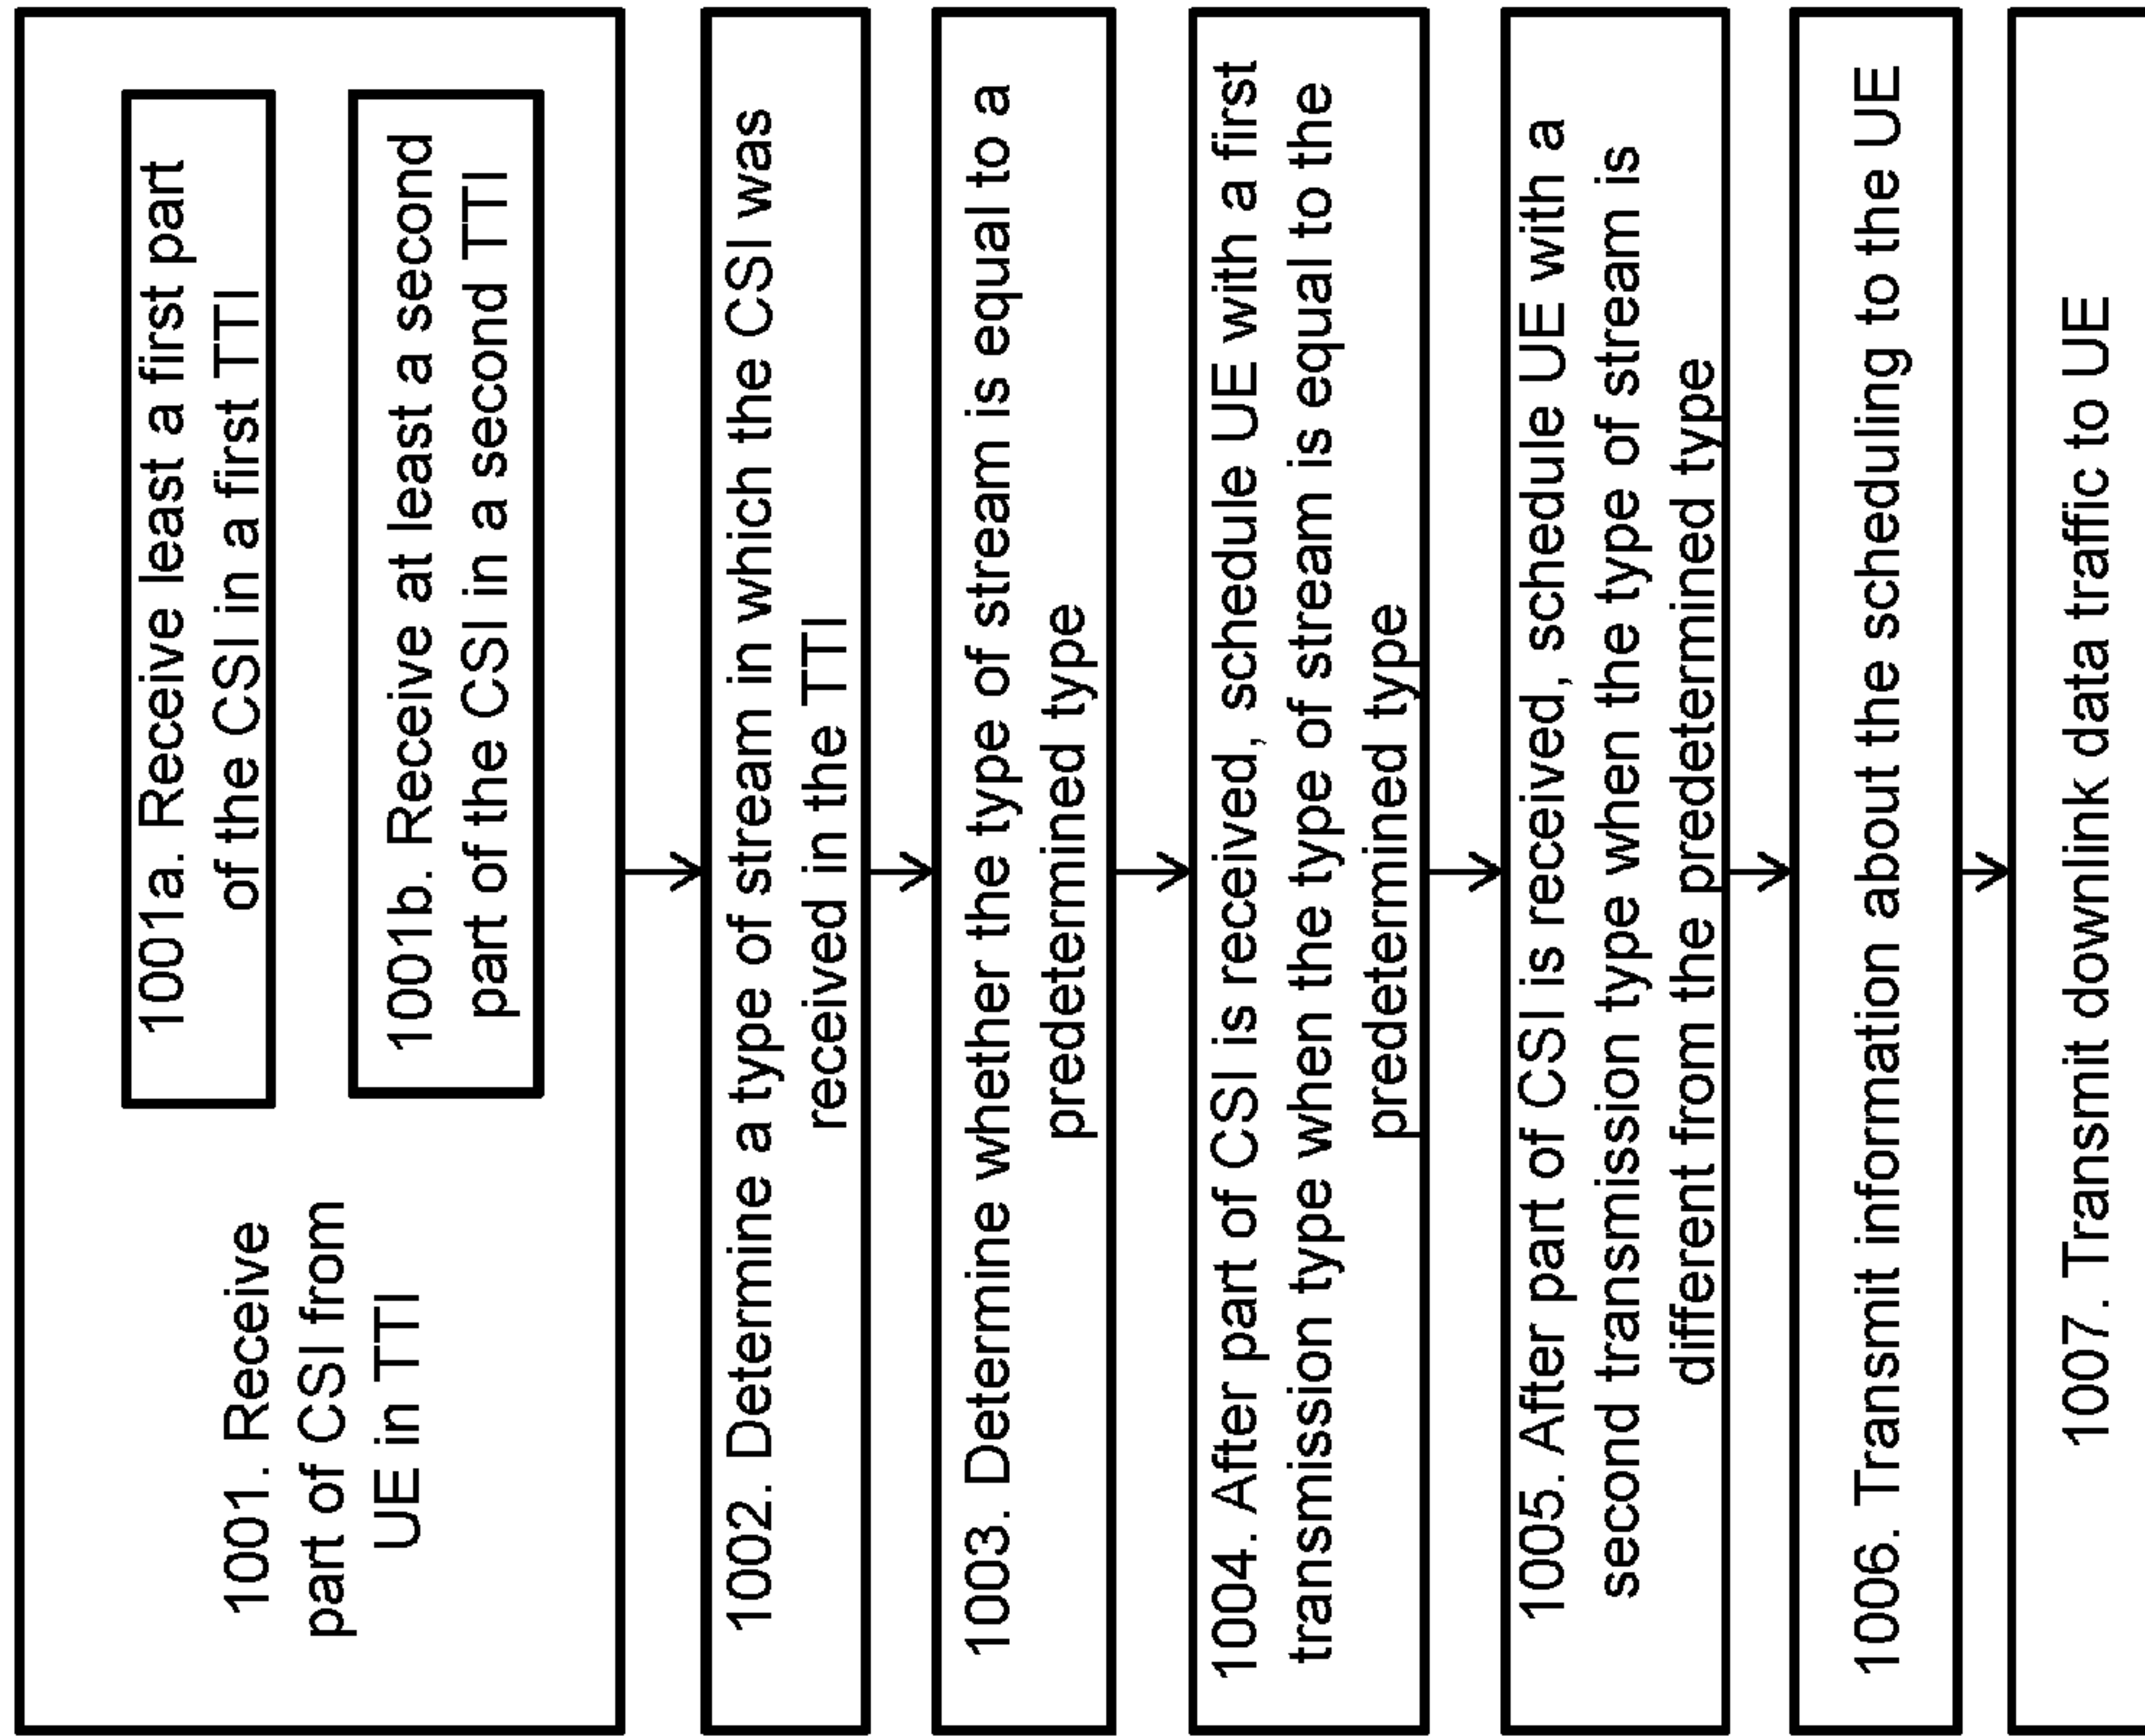 1001. Receive
part of CSI from
UE in TTI
1001a. Receive least a first part
of the CSI in a first TTI
1001b. Receive at least a second
part of the CSI in a second TTI
1002. Determine a type of stream in which the CSI was
received in the TTI
1003. Determine whether the type of stream is equal to a
predetermined type
1004. After part of CSI is received, schedule UE with a first
transmission type when the type of stream is equal to the
predetermined type
1005. After part of CSI is received, schedule UE with a
second transmission type when the type of stream is
different from the predetermined type
1006. Transmit information about the scheduling to the UE
1007. Transmit downlink data traffic to UE